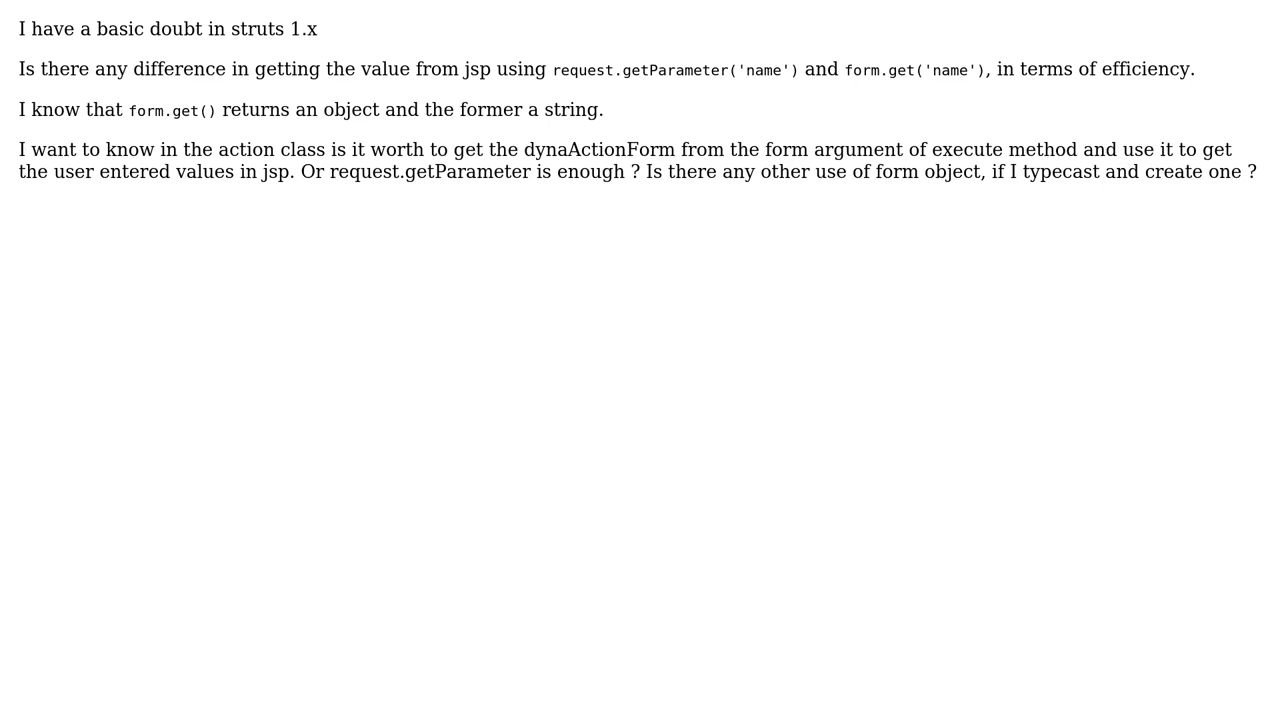 I have a basic doubt in struts 1.x
Is there any difference in getting the value from jsp using request.getParameter('name') and form.get('name'), in terms of efficiency.
I know that form.get() returns an object and the former a string.
I want to know in the action class is it worth to get the dynaActionForm from the form argument of execute method and use it to get
the user entered values in jsp. Or request.getParameter is enough ? Is there any other use of form object, if I typecast and create one ?